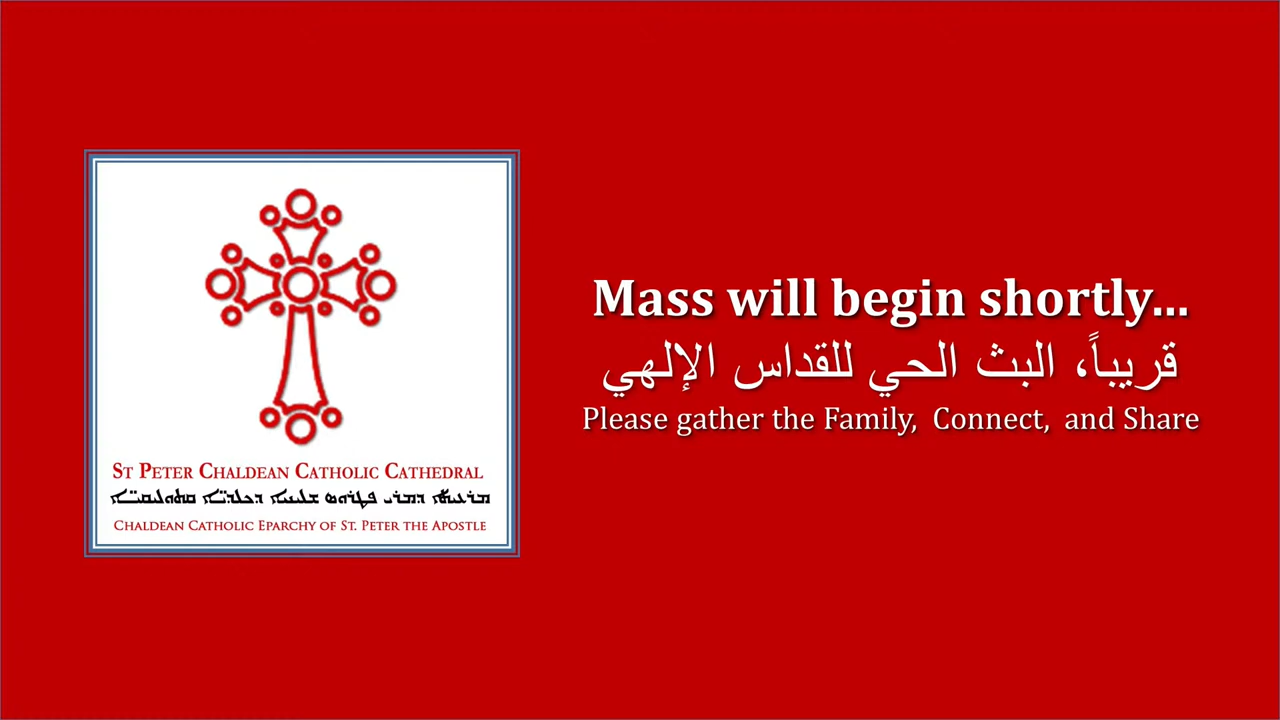 St Peter Chaldean Catholic Cathedral
Chaldean Catholic Eparchy of St. Peter the Apostle
Mass will begin shortly...
قريباً، البث الحي للقداس الإلهي
Please gather the Family, Connect, and Share